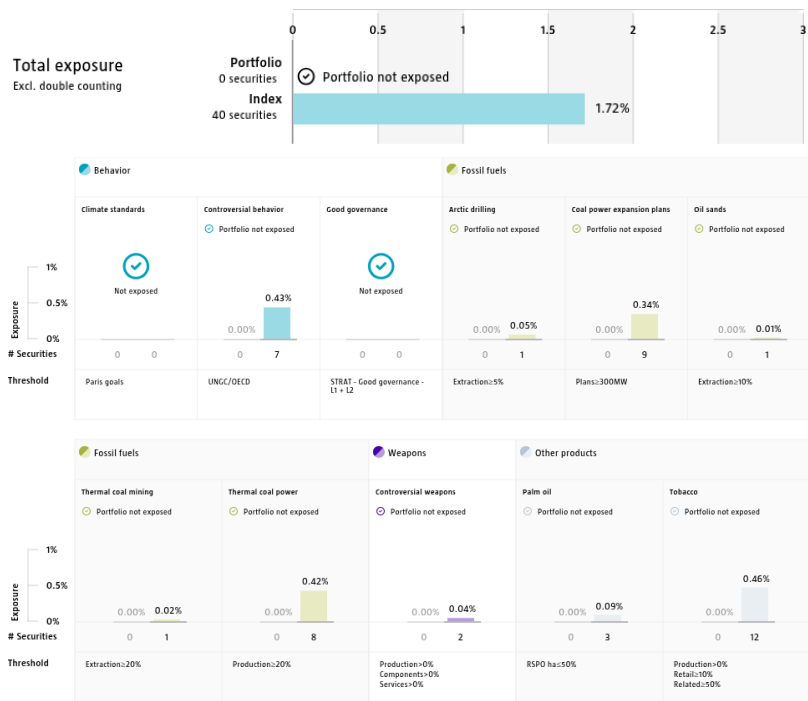 0 0.5 1 1.5 2 2.5 3
Total exposure
Excl. double counting
Portfolio
0 securities
Portfolio not exposed
Index
40 securities
1.72%
Behavior
Fossil fuels
Climate standards
Controversial behavior
Good governance
Arctic drilling
Coal power expansion plans
Oil sands
Portfolio not exposed
Portfolio not exposed
Portfolio not exposed
Portfolio not exposed
Not exposed
Not exposed
Exposure
1%
0.5%
0%
0.00% 0.43%
0.00% 0.05%
0.00% 0.34%
0.00% 0.01%
# Securities
0 0
0 7
0 0
0 1
0 9
0 1
Threshold
Paris goals
UNGC/OECD
STRAT - Good governance -
L1 + L2
Extraction≥5%
Plans≥300MW
Extraction≥10%
Fossil fuels
Weapons
Other products
Thermal coal mining
Thermal coal power
Controversial weapons
Palm oil
Tobacco
Portfolio not exposed
Portfolio not exposed
Portfolio not exposed
Portfolio not exposed
Portfolio not exposed
Exposure
1%
0.5%
0%
0.00% 0.02%
0.00% 0.42%
0.00% 0.04%
0.00% 0.09%
0.00% 0.46%
# Securities
0 1
0 8
0 2
0 3
0 12
Threshold
Extraction≥20%
Production≥20%
Production>0%
Components>0%
Services>0%
RSPO ha≤50%
Production>0%
Retail≥10%
Related≥50%